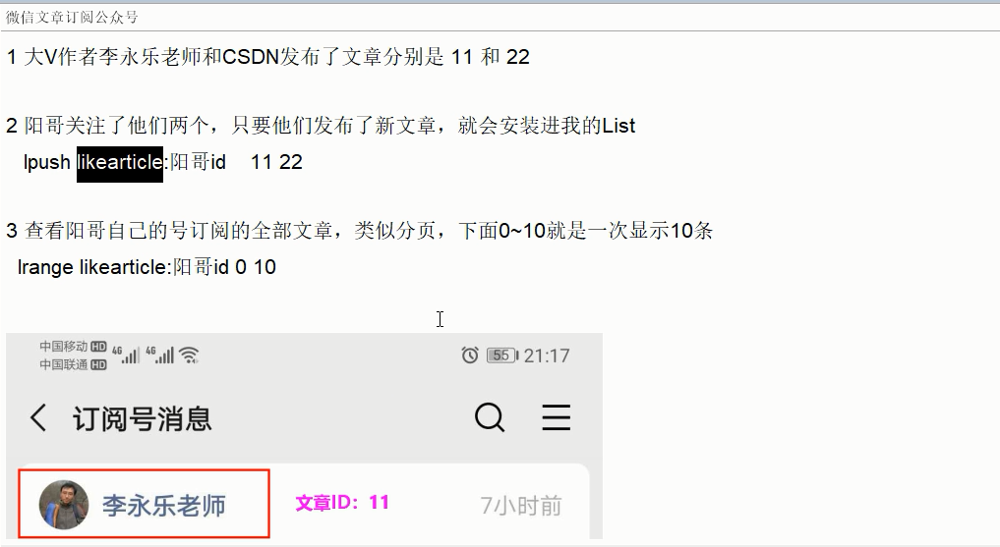 微信文章订阅公众号
1 大V作者李永乐老师和CSDN发布了文章分别是 11 和 22
2 阳哥关注了他们两个，只要他们发布了新文章，就会安装进我的List
lpush likearticle:阳哥id 11 22
3 查看阳哥自己的号订阅的全部文章，类似分页，下面0~10就是一次显示10条
lrange likearticle:阳哥id 0 10
中国移动 HD 4G 4G 55 21:17
中国联通 HD
订阅号消息
李永乐老师 文章ID：11 7小时前